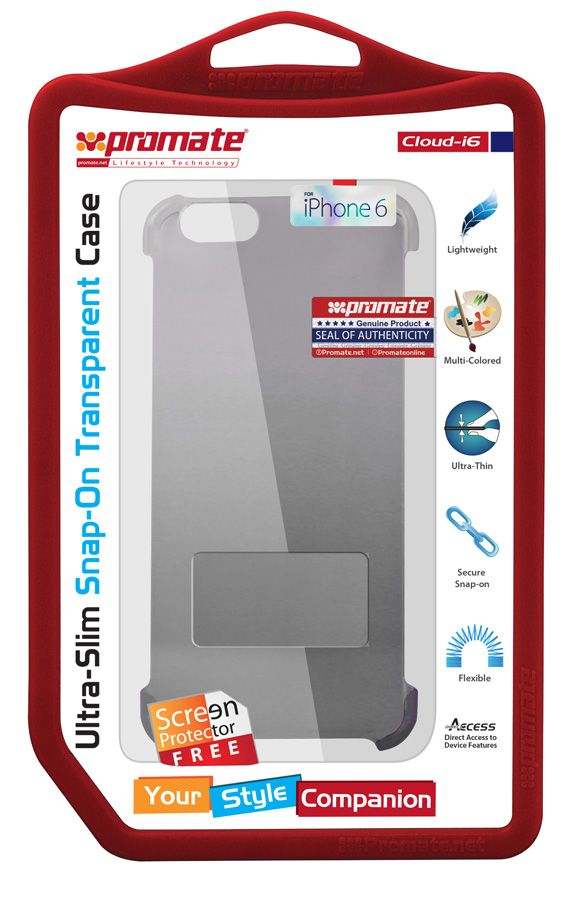 promate
promate
promate.net Lifestyle Technology
Cloud-i6
Ultra-Slim Snap-On Transparent Case
FOR
iPhone 6
promate
Genuine Product
SEAL OF AUTHENTICITY
Promate.net
©Promateonline
Lightweight
Multi-Colored
Ultra-Thin
Secure
Snap-on
Flexible
Access
Direct Access to
Device Features
Screen
Protector
FREE
Your Style Companion
promate
Promate.net